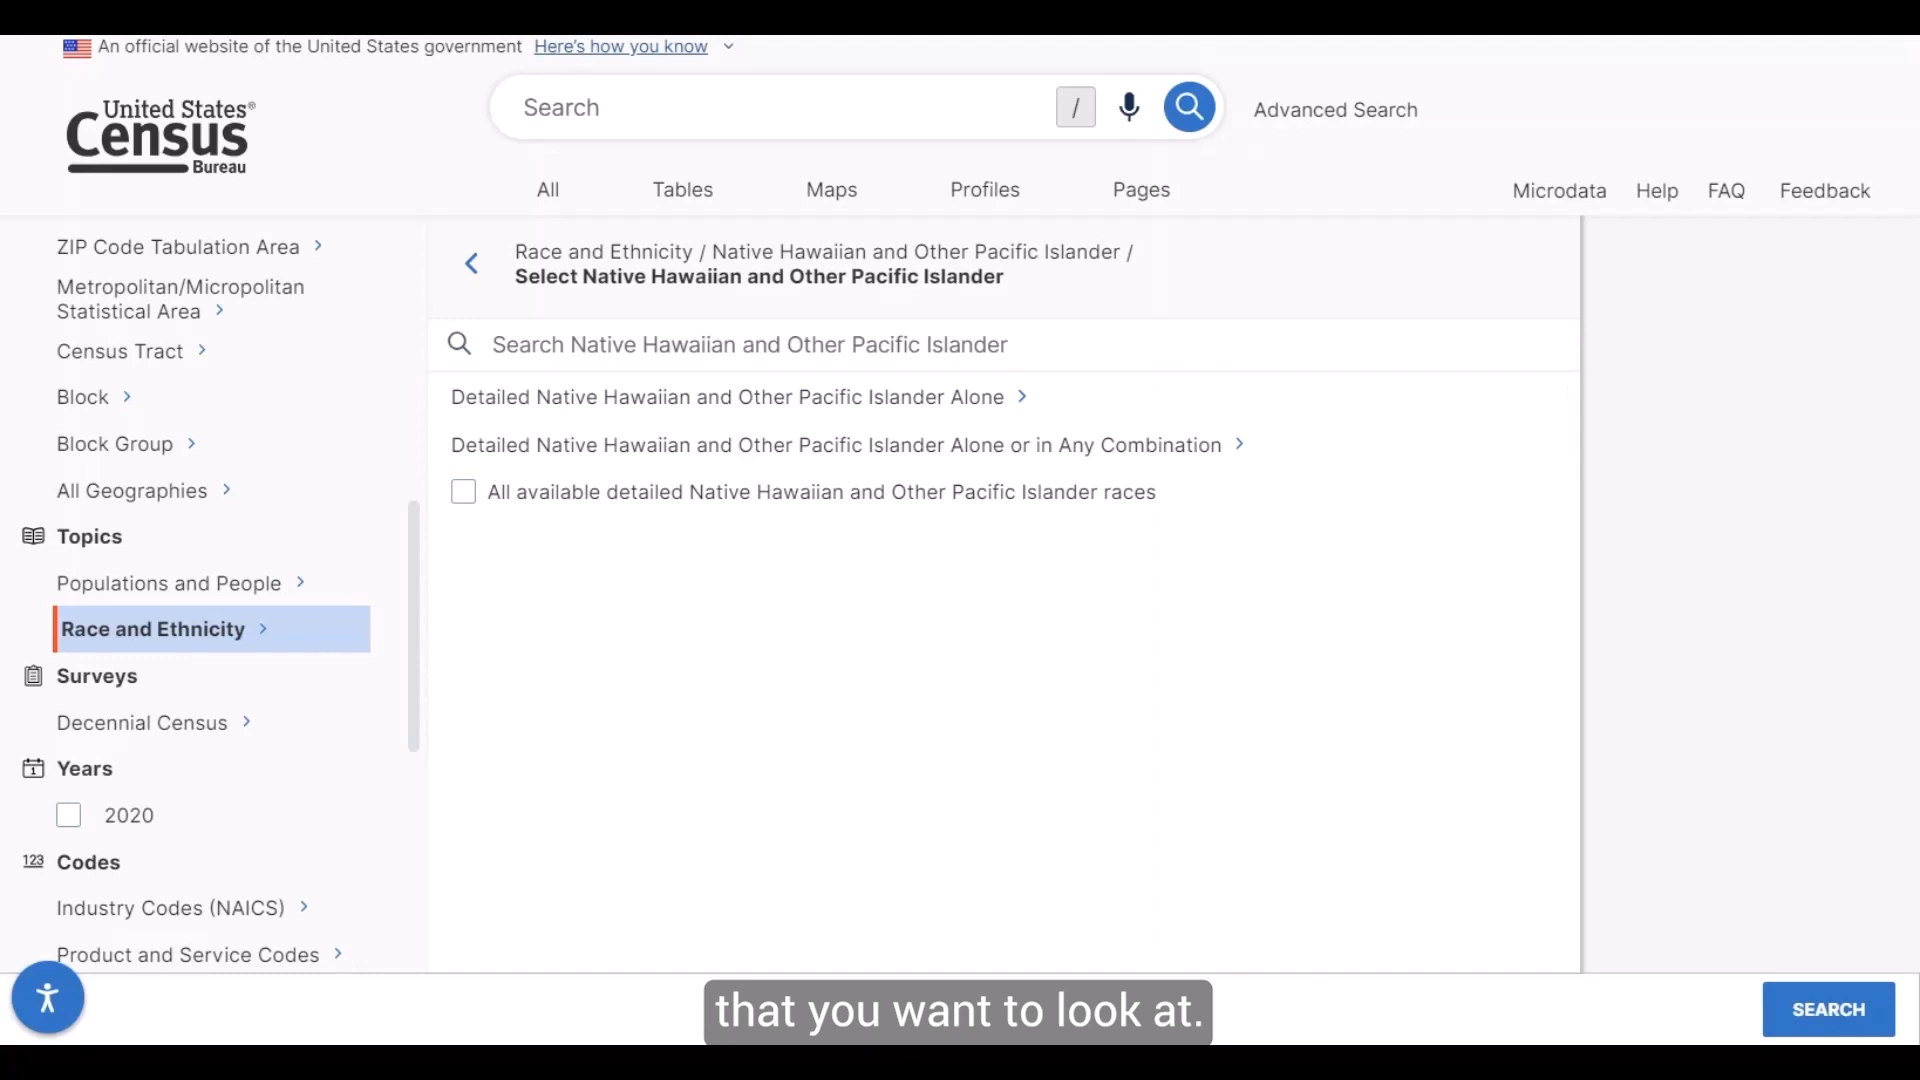 An official website of the United States government Here's how you know
United States®
Census
Bureau
Search
/
Advanced Search
All Tables Maps Profiles Pages
Microdata Help FAQ Feedback
ZIP Code Tabulation Area
Metropolitan/Micropolitan
Statistical Area
Census Tract
Block
Block Group
All Geographies
Topics
Populations and People
Race and Ethnicity
Surveys
Decennial Census
1
Years
2020
123
Codes
Industry Codes (NAICS)
Product and Service Codes
Race and Ethnicity / Native Hawaiian and Other Pacific Islander /
Select Native Hawaiian and Other Pacific Islander
Search Native Hawaiian and Other Pacific Islander
Detailed Native Hawaiian and Other Pacific Islander Alone
Detailed Native Hawaiian and Other Pacific Islander Alone or in Any Combination
All available detailed Native Hawaiian and Other Pacific Islander races
that you want to look at.
SEARCH